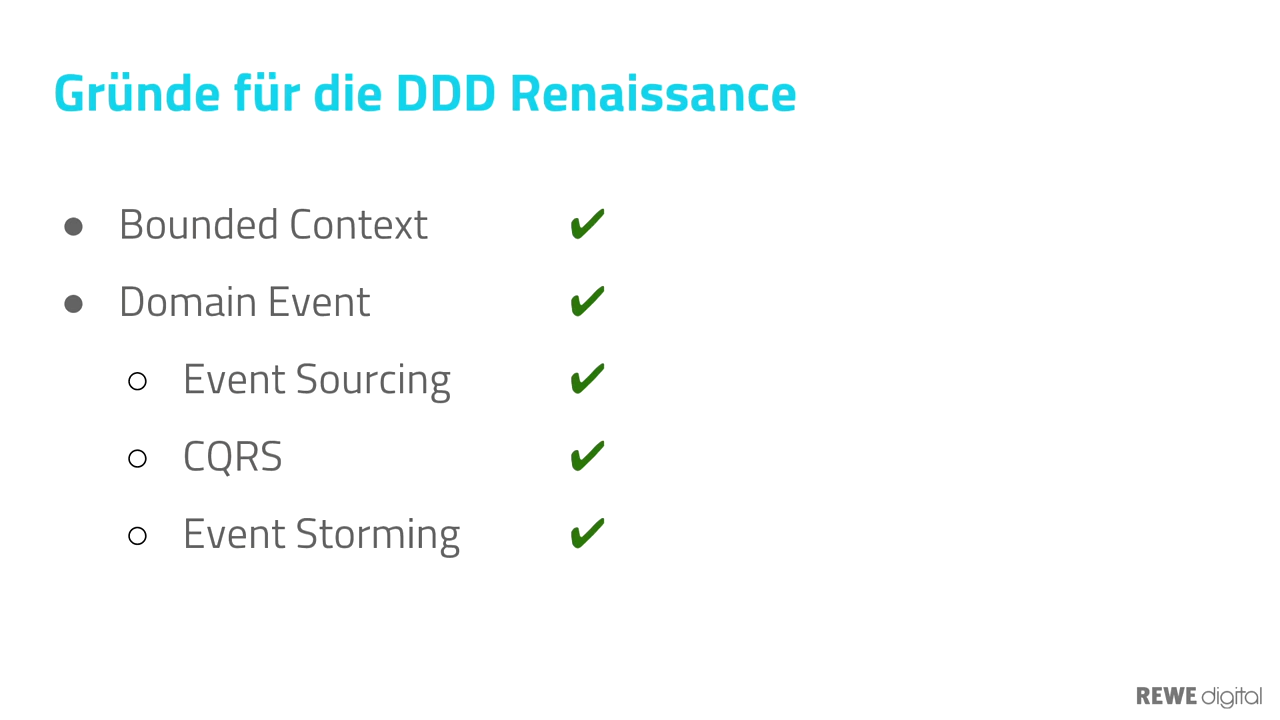 Gründe für die DDD Renaissance
● Bounded Context ✔
● Domain Event ✔
○ Event Sourcing ✔
○ CQRS ✔
○ Event Storming ✔
REWE digital